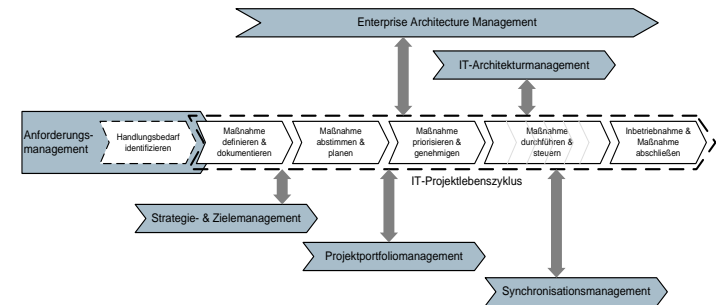 Enterprise Architecture Management
IT-Architekturmanagement
Anforderungs-
management
Handlungsbedarf
identifizieren
Maßnahme
definieren &
dokumentieren
Maßnahme
abstimmen &
planen
Maßnahme
priorisieren &
genehmigen
Maßnahme
durchführen &
steuern
Inbetriebnahme &
Maßnahme
abschließen
IT-Projektlebenszyklus
Strategie- & Zielemanagement
Projektportfoliomanagement
Synchronisationsmanagement